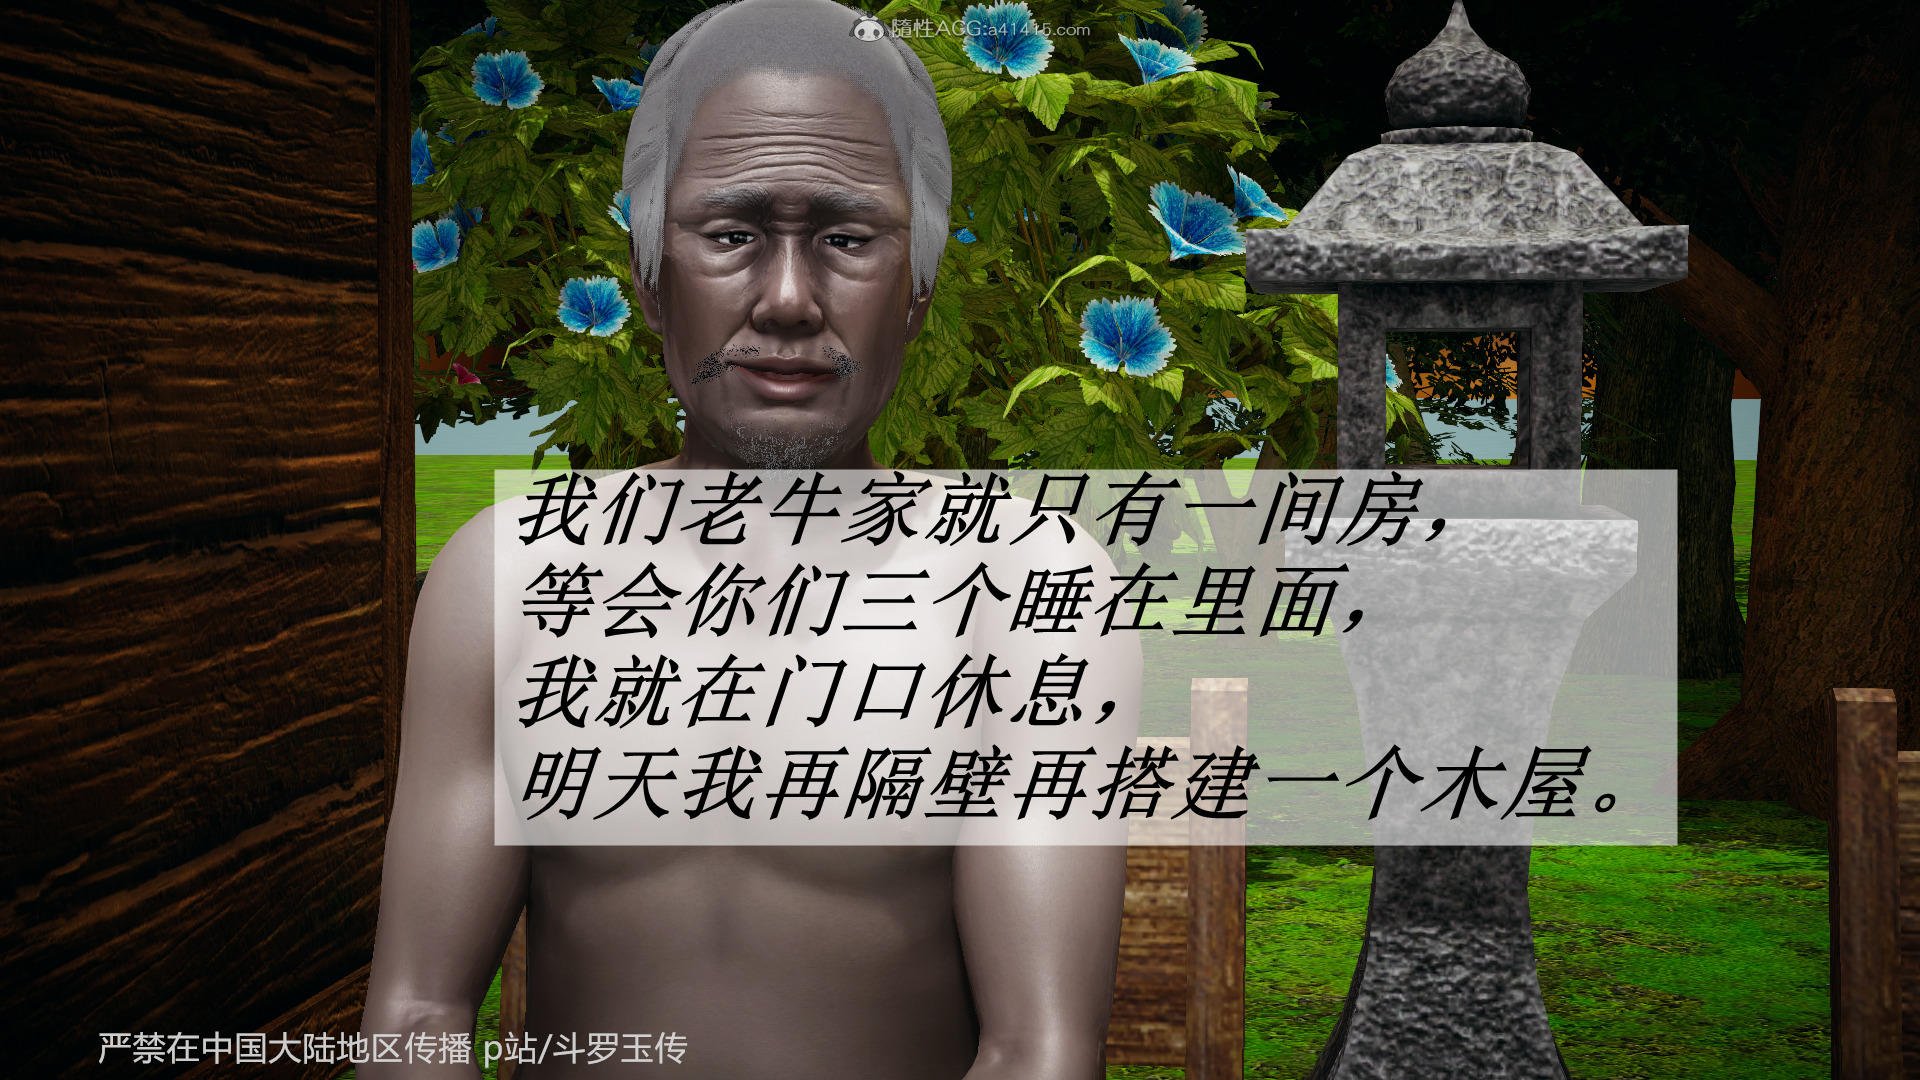 隨性ACG:a41415.com
我们老牛家就只有一间房，
等会你们三个睡在里面，
我就在门口休息，
明天我再隔壁再搭建一个木屋。
严禁在中国大陆地区传播 p站/斗罗玉传